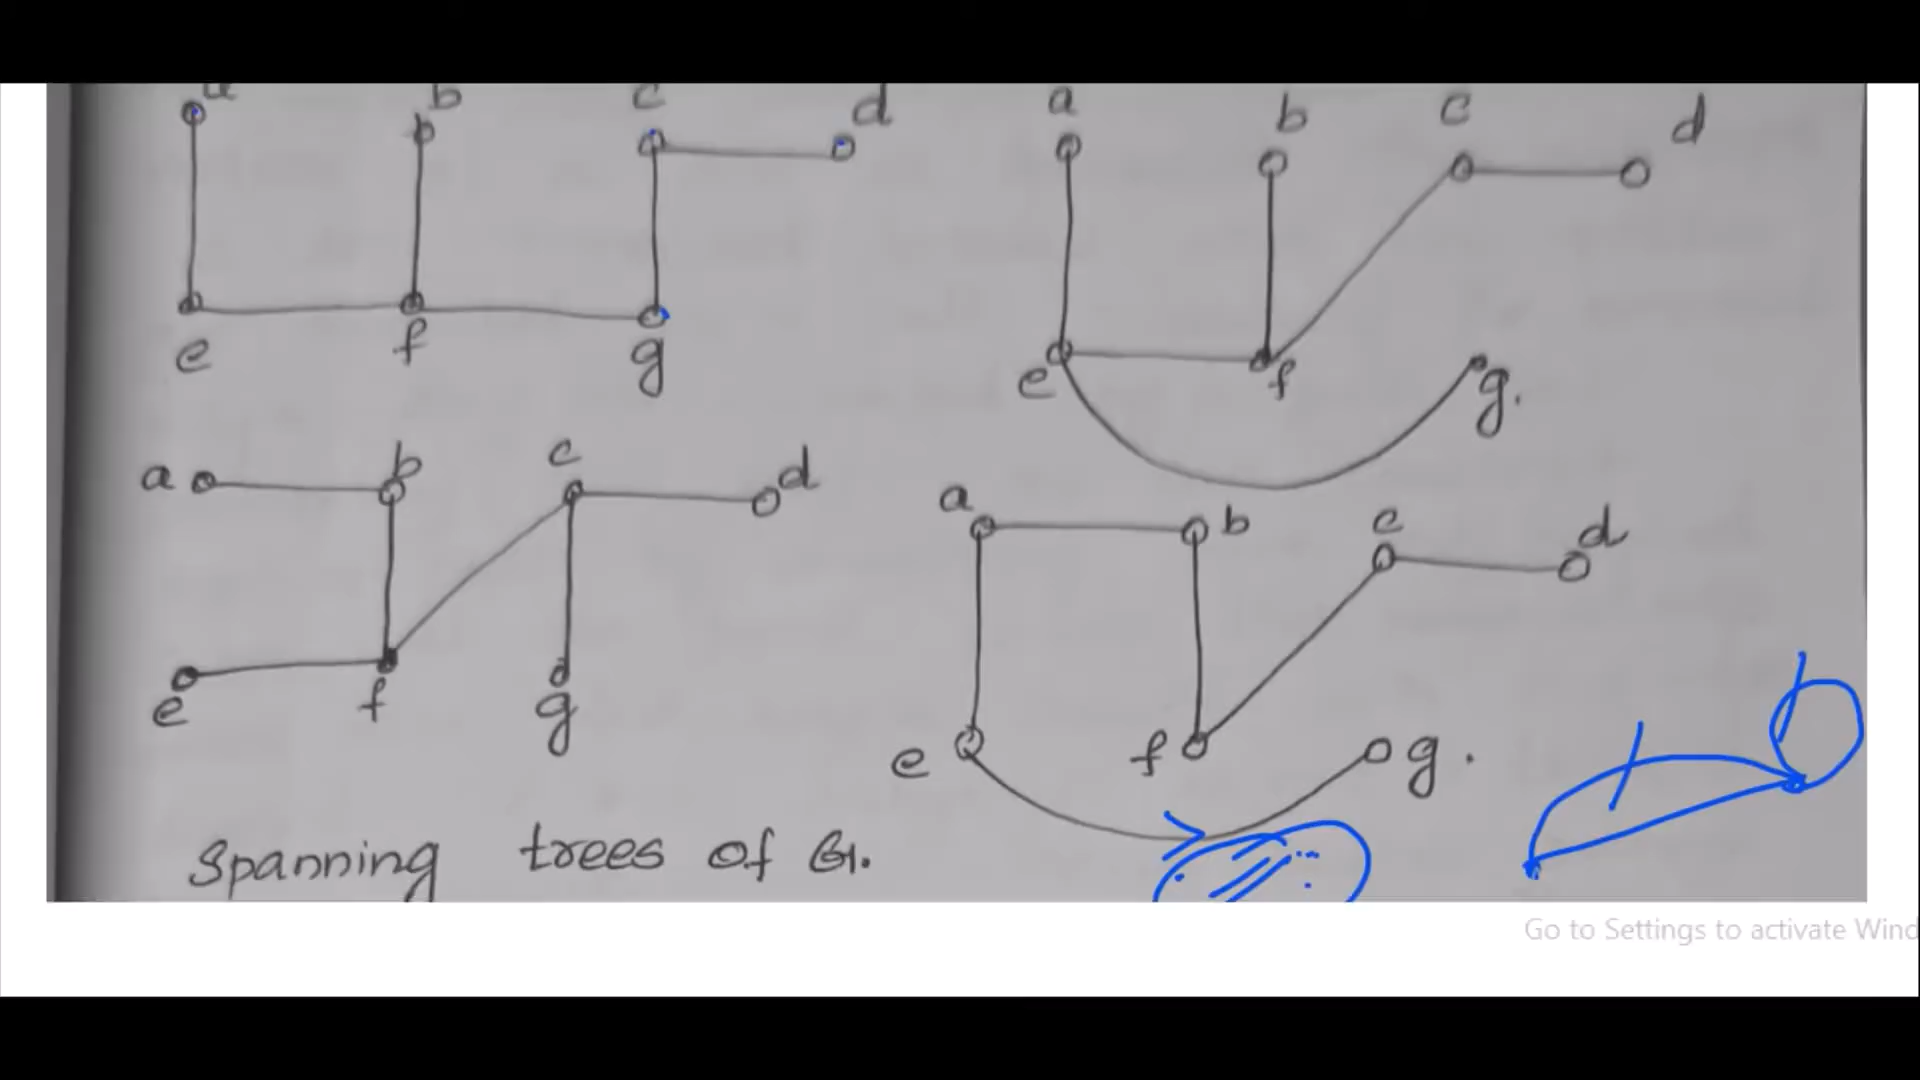 a b c d
a b c d
e f g
e f g.
a b c d
a b c d
e f g
e f g.
Spanning trees of G.
Go to Settings to activate Wind